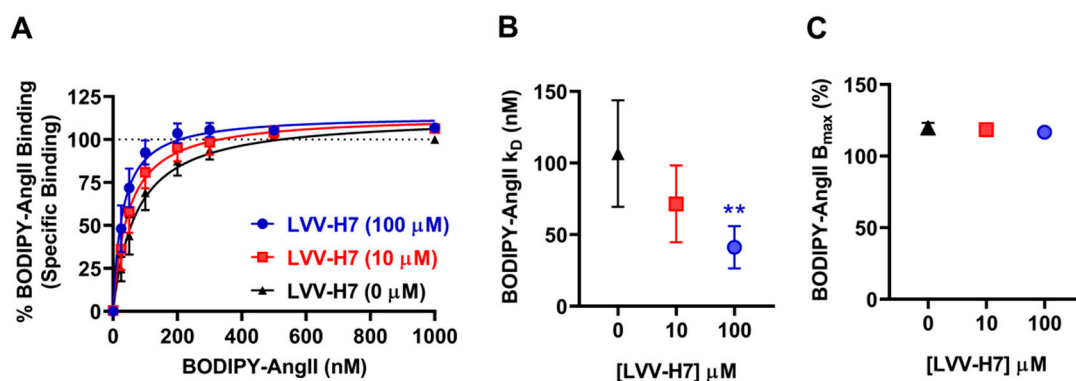 A
% BODIPY-AngII Binding
(Specific Binding)
125
100
75
50
25
0
0
200
400
600
800
1000
BODIPY-AngII (nM)
LVV-H7 (100 μM)
LVV-H7 (10 μM)
LVV-H7 (0 μM)
B
BODIPY-AngII kD (nM)
150
100
50
0
**
0
10
100
[LVV-H7] μM
C
BODIPY-AngII Bmax (%)
150
100
50
0
0
10
100
[LVV-H7] μM